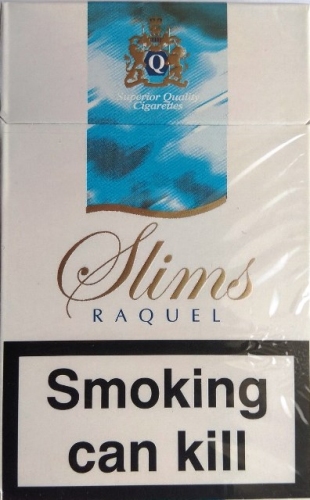 Q
Superior Quality
Cigarettes
Slims
RAQUEL
Smoking
can kill